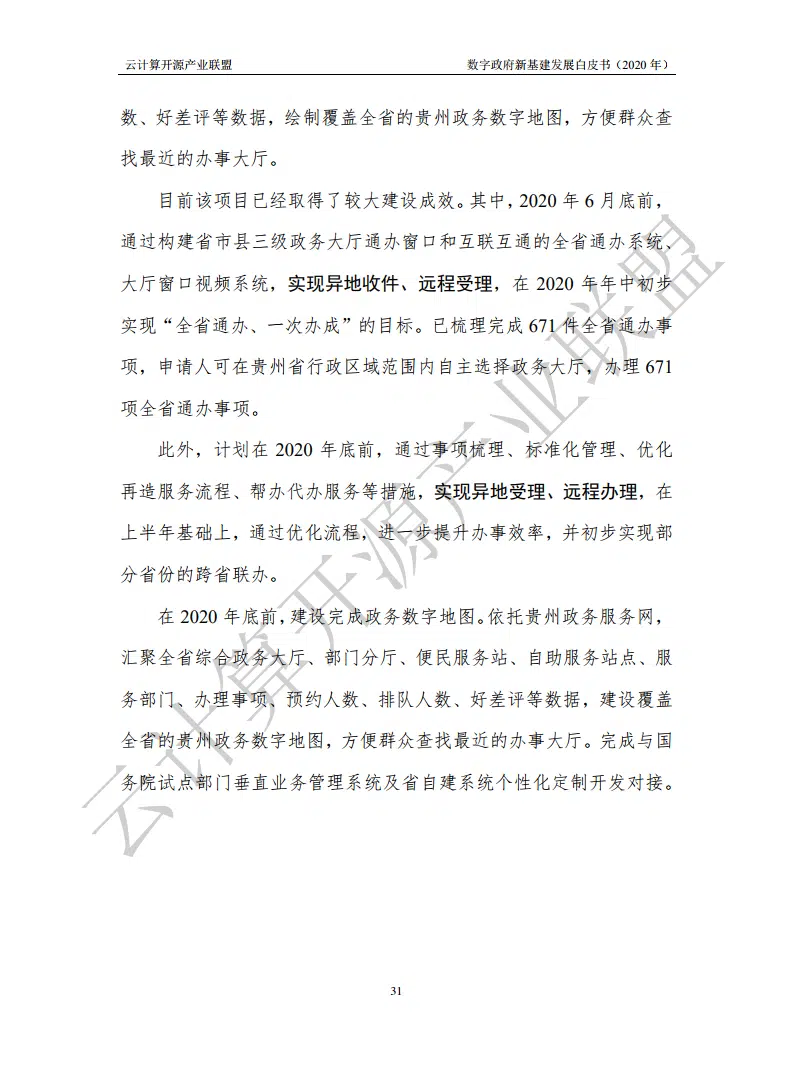 云计算开源产业联盟 数字政府新基建发展白皮书（2020 年）
数、好差评等数据，绘制覆盖全省的贵州政务数字地图，方便群众查
找最近的办事大厅。
目前该项目已经取得了较大建设成效。其中，2020 年 6 月底前，
通过构建省市县三级政务大厅通办窗口和互联互通的全省通办系统、
大厅窗口视频系统，实现异地收件、远程受理，在 2020 年年中初步
实现“全省通办、一次办成”的目标。已梳理完成 671 件全省通办事
项，申请人可在贵州省行政区域范围内自主选择政务大厅，办理 671
项全省通办事项。
此外，计划在 2020 年底前，通过事项梳理、标准化管理、优化
再造服务流程、帮办代办服务等措施，实现异地受理、远程办理，在
上半年基础上，通过优化流程，进一步提升办事效率，并初步实现部
分省份的跨省联办。
在 2020 年底前，建设完成政务数字地图。依托贵州政务服务网，
汇聚全省综合政务大厅、部门分厅、便民服务站、自助服务站点、服
务部门、办理事项、预约人数、排队人数、好差评等数据，建设覆盖
全省的贵州政务数字地图，方便群众查找最近的办事大厅。完成与国
务院试点部门垂直业务管理系统及省自建系统个性化定制开发对接。
云计算开源产业联盟
31